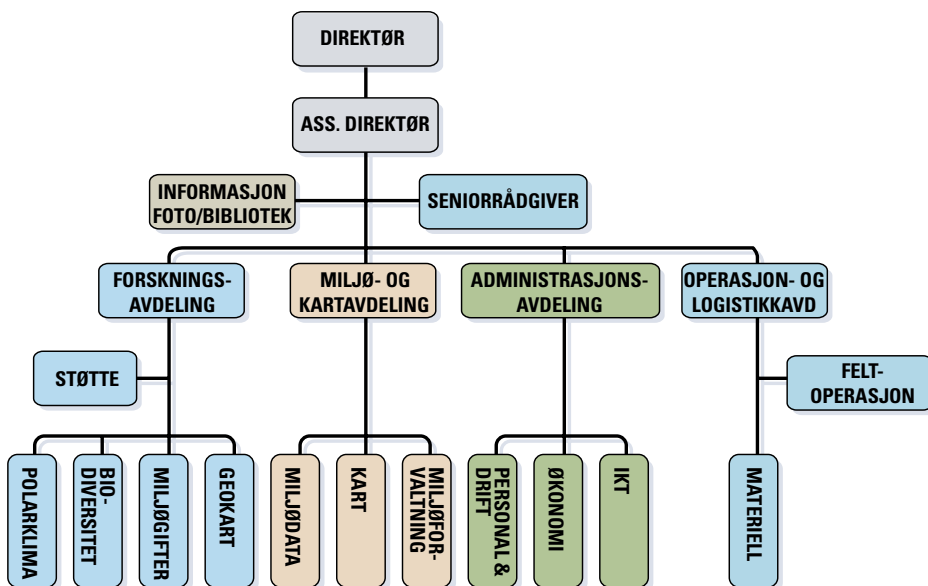 DIREKTØR
ASS. DIREKTØR
INFORMASJON
FOTO/BIBLIOTEK
SENIORRÅDGIVER
FORSKNINGS-
AVDELING
MILJØ- OG
KARTAVDELING
ADMINISTRASJONS-
AVDELING
OPERASJON- OG
LOGISTIKKAVD
STØTTE
FELT-
OPERASJON
POLARKLIMA
BIO-
DIVERSITET
MILJØGIFTER
GEOKART
MILJØDATA
KART
MILJØFOR-
VALTNING
PERSONAL &
DRIFT
ØKONOMI
IKT
MATERIELL